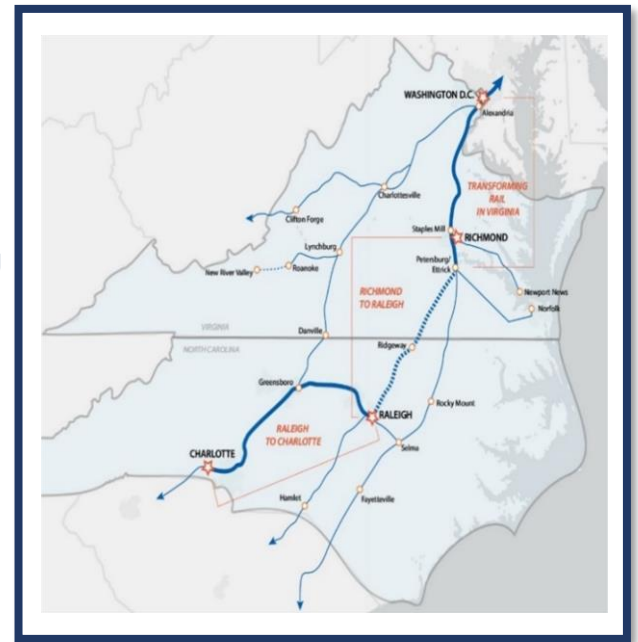 WASHINGTON D.C.
Alexandria
TRANSFORMING
RAIL
IN VIRGINIA
Charlottesville
Clifton Forge
Staples Mill
RICHMOND
Lynchburg
Petersburg/
Ettrick
New River Valley
Roanoke
RICHMOND
TO RALEIGH
Newport News
Norfolk
VIRGINIA
Danville
NORTH CAROLINA
Ridgeway
Greensboro
Rocky Mount
RALEIGH
RALEIGH
TO CHARLOTTE
CHARLOTTE
Selma
Hamlet
Fayetteville